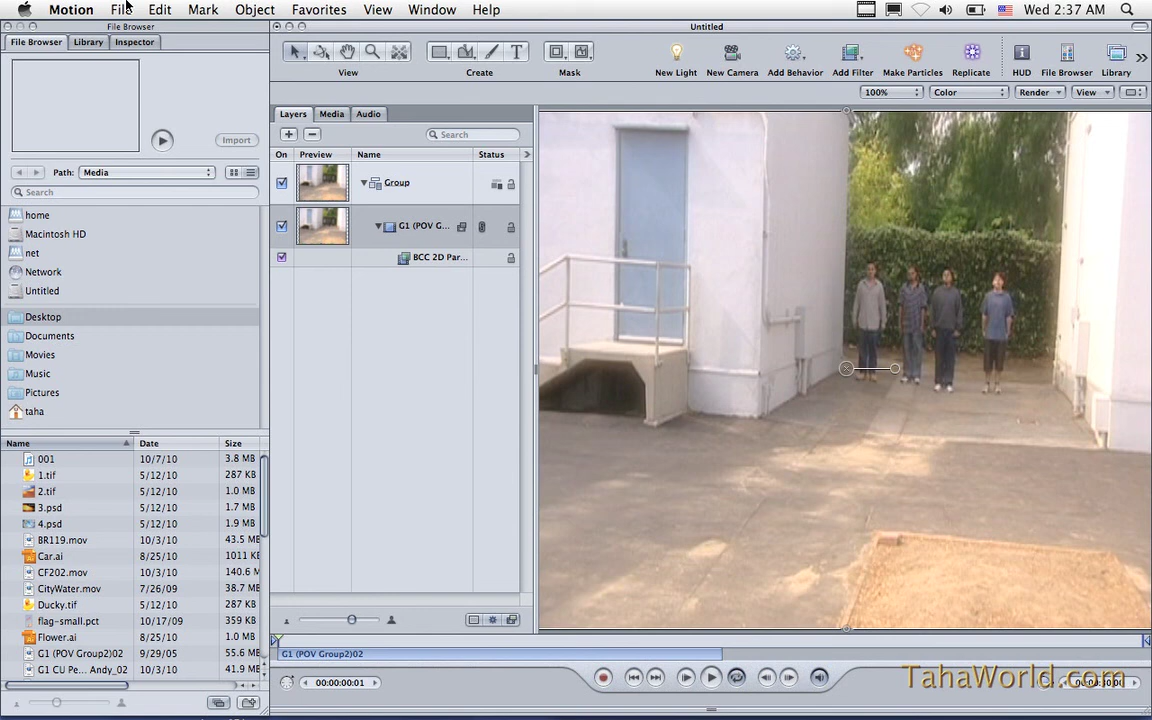 Motion File Edit Mark Object Favorites View Window Help Wed 2:37 AM
File Browser Untitled
File Browser Library Inspector
View Create Mask New Light New Camera Add Behavior Add Filter Make Particles Replicate HUD File Browser Library
100% Color Render View
Layers Media Audio
Import
Search
On Preview Name Status
Path: Media
Group
Search
home
Macintosh HD
net
Network
Untitled
G1 (POV G...
BCC 2D Par...
Desktop
Documents
Movies
Music
Pictures
taha
Name Date Size
001 10/7/10 3.8 MB
1.tif 5/12/10 287 KB
2.tif 5/12/10 1.0 MB
3.psd 5/12/10 1.7 MB
4.psd 5/12/10 1.9 MB
BR119.mov 10/3/10 43.5 MB
Car.ai 8/25/10 1011 K
CF202.mov 10/3/10 140.6 M
CityWater.mov 7/26/09 38.7 MB
Ducky.tif 5/12/10 287 KB
flag-small.pct 10/17/09 359 KB
Flower.ai 8/25/10 1.0 MB
G1 (POV Group2)02 9/29/05 55.6 MB
G1 CU Pe... Andy_02 10/3/10 41.9 MB
G1 (POV Group2)02
00:00:00:01
TahaWorld.com